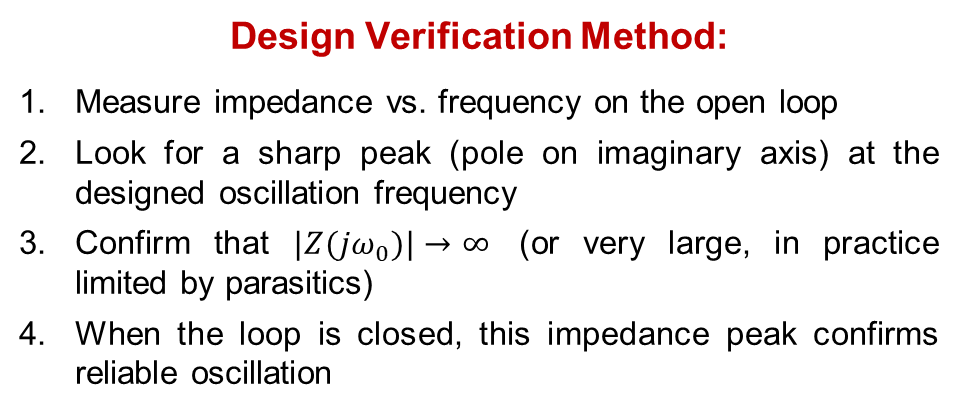 Design Verification Method:
1. Measure impedance vs. frequency on the open loop
2. Look for a sharp peak (pole on imaginary axis) at the
designed oscillation frequency
3. Confirm that |Z(jω₀)| → ∞ (or very large, in practice
limited by parasitics)
4. When the loop is closed, this impedance peak confirms
reliable oscillation